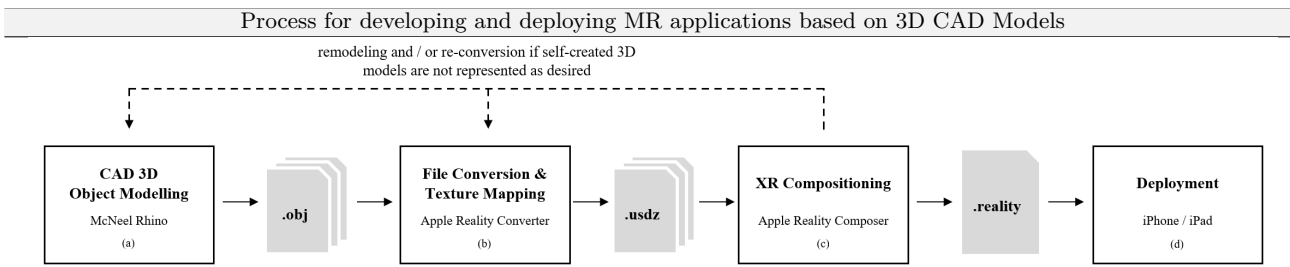 Process for developing and deploying MR applications based on 3D CAD Models
remodeling and / or re-conversion if self-created 3D
models are not represented as desired
CAD 3D
Object Modelling
McNeel Rhino
(a)
.obj
File Conversion &
Texture Mapping
Apple Reality Converter
(b)
.usdz
XR Compositioning
Apple Reality Composer
(c)
.reality
Deployment
iPhone / iPad
(d)